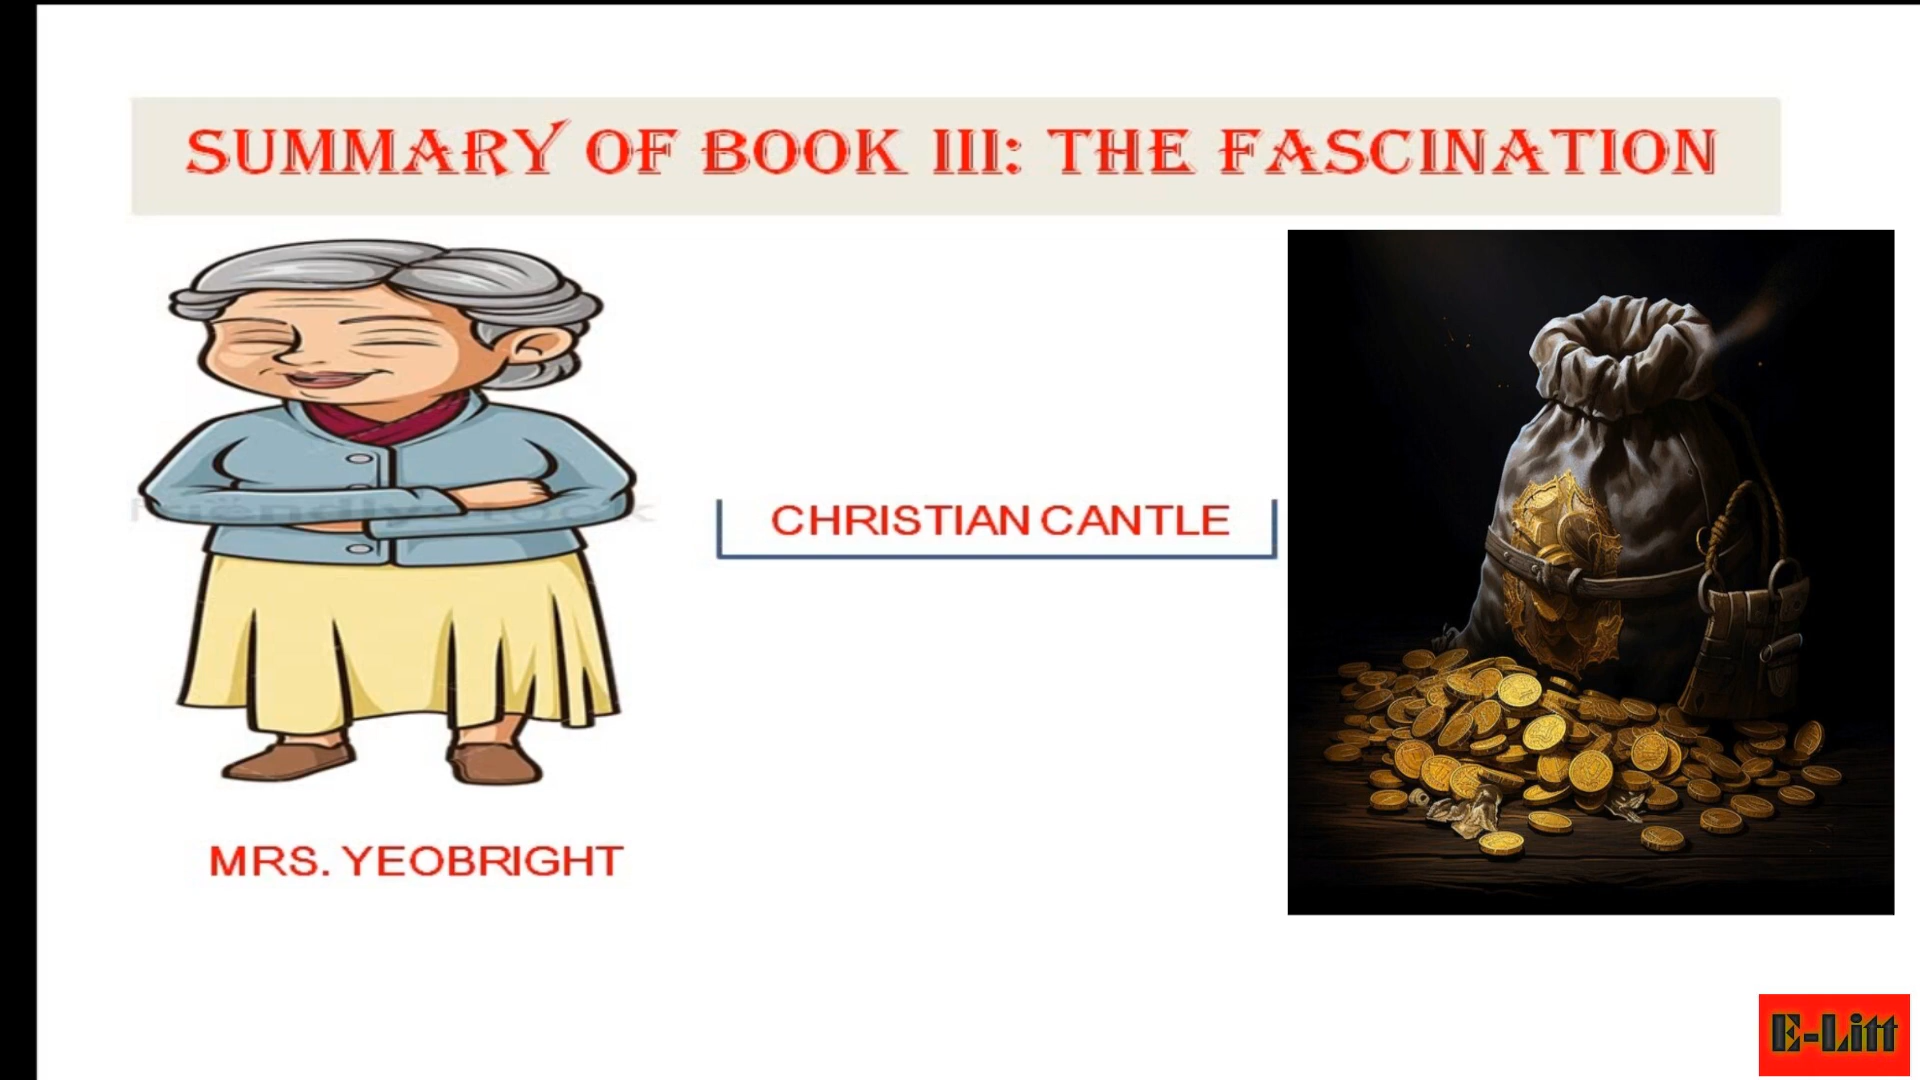 SUMMARY OF BOOK III: THE FASCINATION
CHRISTIAN CANTLE
MRS. YEOBRIGHT
E-Litt